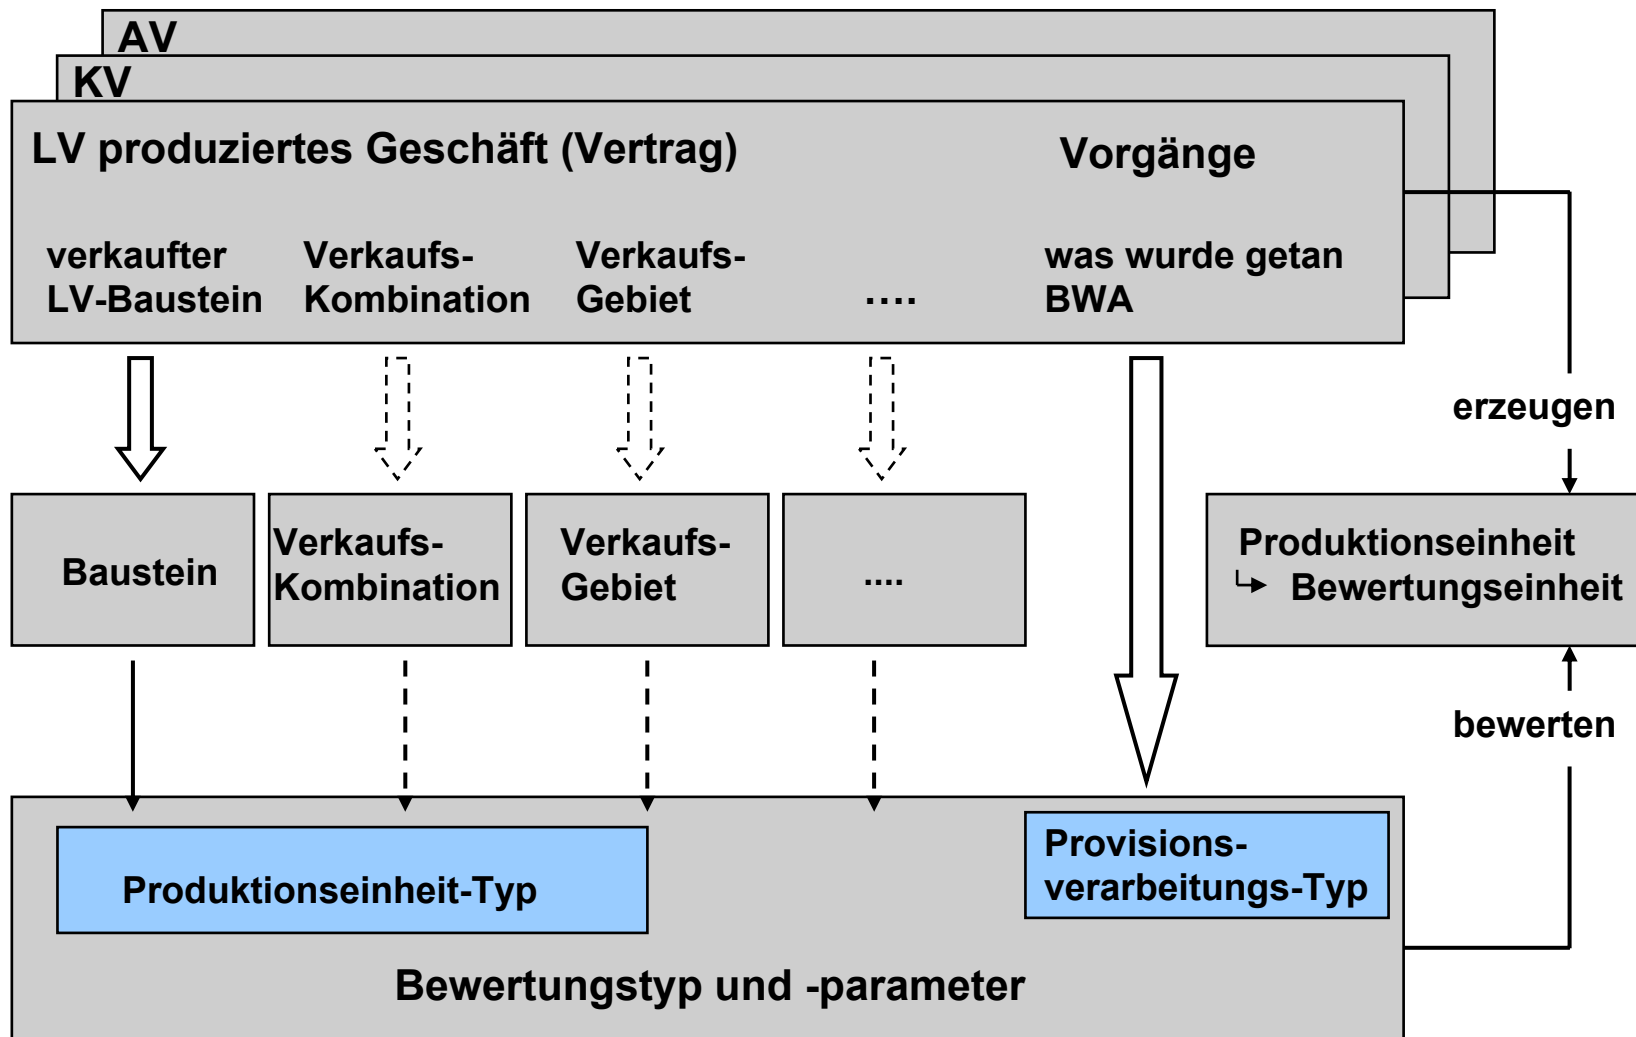 AV
KV
LV produziertes Geschäft (Vertrag)
Vorgänge
verkaufter
LV-Baustein
Verkaufs-
Kombination
Verkaufs-
Gebiet
....
was wurde getan
BWA
erzeugen
Baustein
Verkaufs-
Kombination
Verkaufs-
Gebiet
....
Produktionseinheit
Bewertungseinheit
bewerten
Produktionseinheit-Typ
Provisions-
verarbeitungs-Typ
Bewertungstyp und -parameter